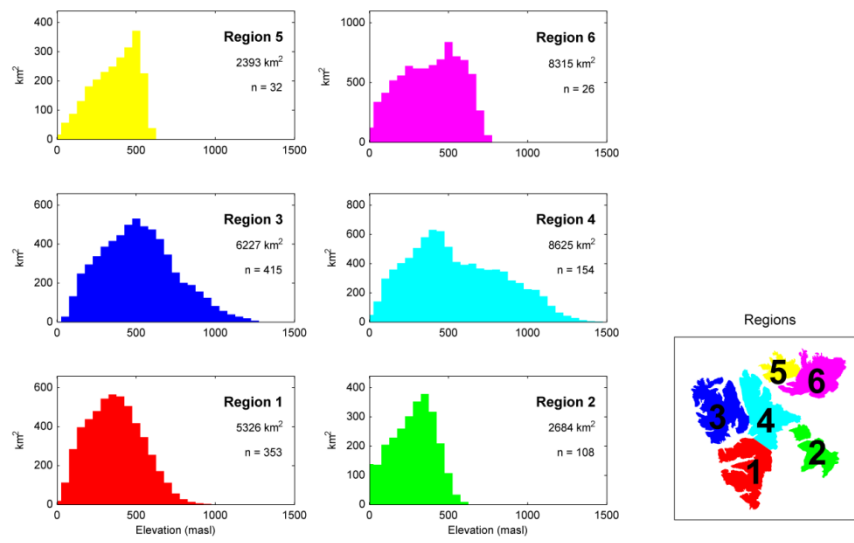 400
300
200
100
0
km²
Region 5
2393 km²
n = 32
0
500
1000
1500
1000
500
0
km²
Region 6
8315 km²
n = 26
0
500
1000
1500
600
400
200
0
km²
Region 3
6227 km²
n = 415
0
500
1000
1500
800
600
400
200
0
km²
Region 4
8625 km²
n = 154
0
500
1000
1500
600
400
200
0
km²
Region 1
5326 km²
n = 353
0
500
1000
1500
Elevation (masl)
400
300
200
100
0
km²
Region 2
2684 km²
n = 108
0
500
1000
1500
Elevation (masl)
Regions
5
6
3
4
2
1